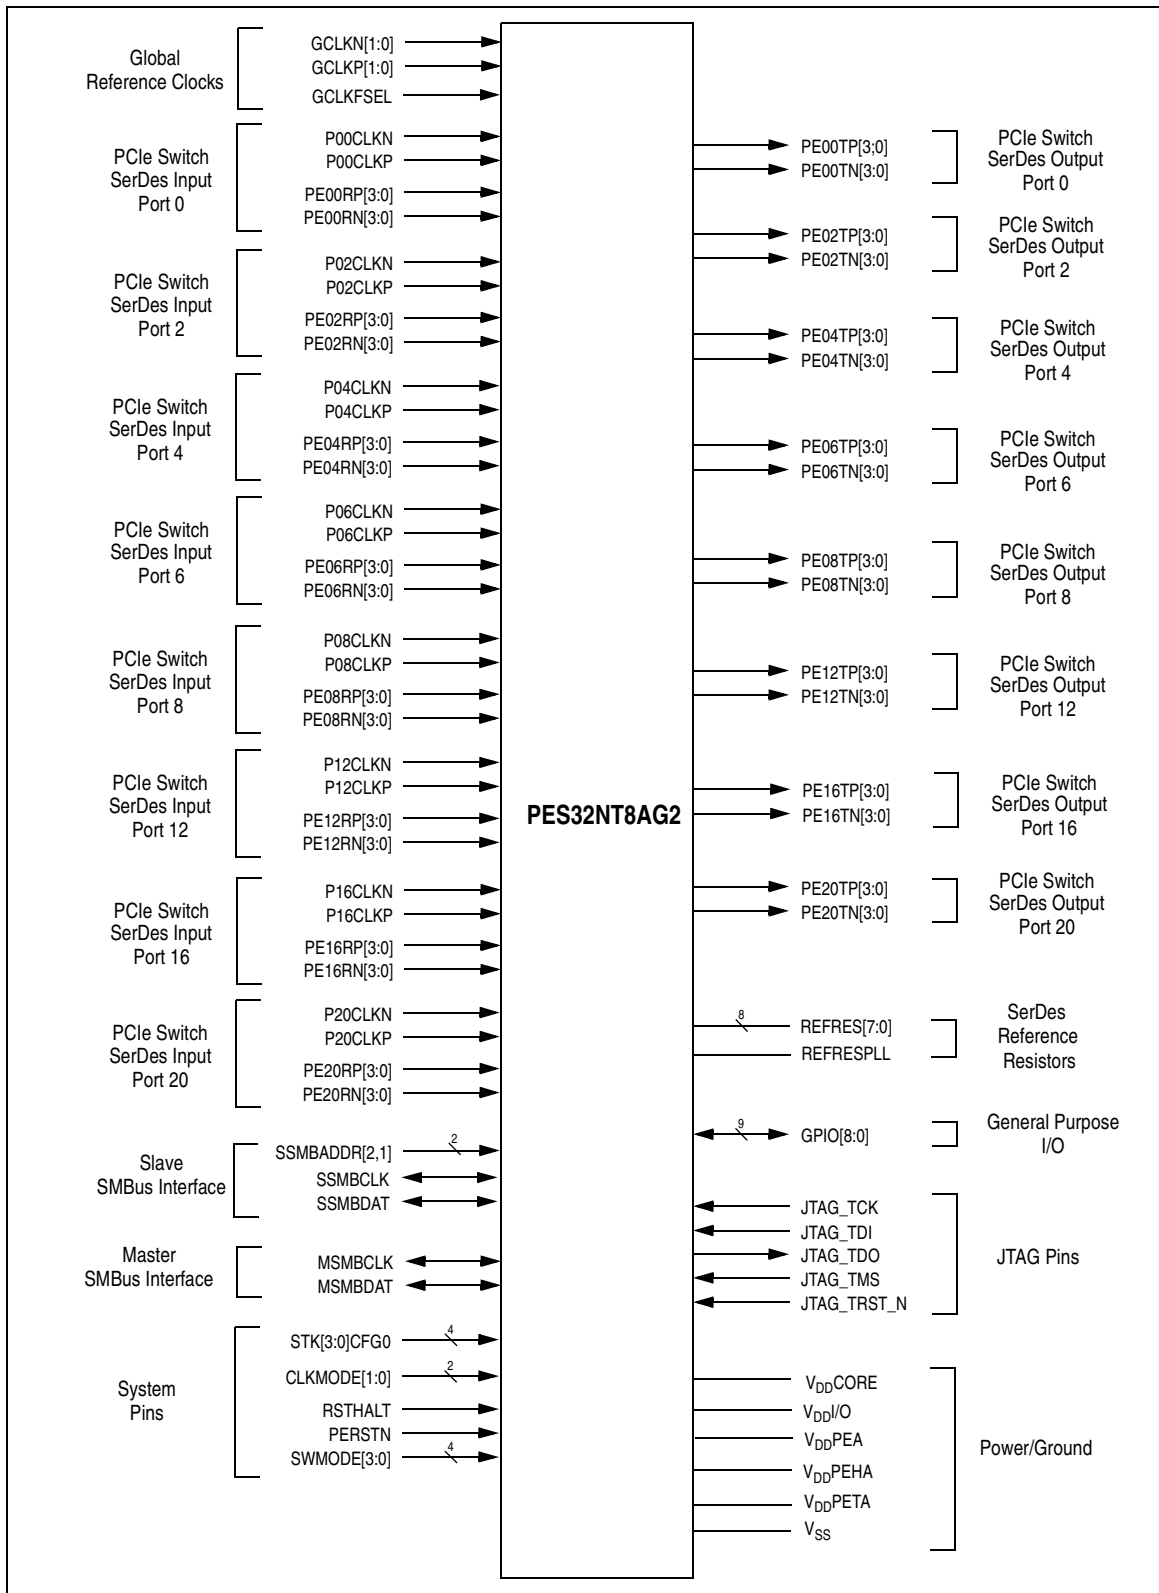 Global
Reference Clocks
GCLKN[1:0]
GCLKP[1:0]
GCLKFSEL
PCIe Switch
SerDes Input
Port 0
P00CLKN
P00CLKP
PE00RP[3:0]
PE00RN[3:0]
PCIe Switch
SerDes Input
Port 2
P02CLKN
P02CLKP
PE02RP[3:0]
PE02RN[3:0]
PCIe Switch
SerDes Input
Port 4
P04CLKN
P04CLKP
PE04RP[3:0]
PE04RN[3:0]
PCIe Switch
SerDes Input
Port 6
P06CLKN
P06CLKP
PE06RP[3:0]
PE06RN[3:0]
PCIe Switch
SerDes Input
Port 8
P08CLKN
P08CLKP
PE08RP[3:0]
PE08RN[3:0]
PCIe Switch
SerDes Input
Port 12
P12CLKN
P12CLKP
PE12RP[3:0]
PE12RN[3:0]
PCIe Switch
SerDes Input
Port 16
P16CLKN
P16CLKP
PE16RP[3:0]
PE16RN[3:0]
PCIe Switch
SerDes Input
Port 20
P20CLKN
P20CLKP
PE20RP[3:0]
PE20RN[3:0]
Slave
SMBus Interface
SSMBADDR[2,1]
2
SSMBCLK
SSMBDAT
Master
SMBus Interface
MSMBCLK
MSMBDAT
System
Pins
STK[3:0]CFG0
4
CLKMODE[1:0]
2
RSTHALT
PERSTN
SWMODE[3:0]
4
PES32NT8AG2
PE00TP[3;0]
PE00TN[3:0]
PCIe Switch
SerDes Output
Port 0
PE02TP[3:0]
PE02TN[3:0]
PCIe Switch
SerDes Output
Port 2
PE04TP[3:0]
PE04TN[3:0]
PCIe Switch
SerDes Output
Port 4
PE06TP[3:0]
PE06TN[3:0]
PCIe Switch
SerDes Output
Port 6
PE08TP[3:0]
PE08TN[3:0]
PCIe Switch
SerDes Output
Port 8
PE12TP[3:0]
PE12TN[3:0]
PCIe Switch
SerDes Output
Port 12
PE16TP[3:0]
PE16TN[3:0]
PCIe Switch
SerDes Output
Port 16
PE20TP[3:0]
PE20TN[3:0]
PCIe Switch
SerDes Output
Port 20
8
REFRES[7:0]
REFRESPLL
SerDes
Reference
Resistors
9
GPIO[8:0]
General Purpose
I/O
JTAG_TCK
JTAG_TDI
JTAG_TDO
JTAG_TMS
JTAG_TRST_N
JTAG Pins
VDDCORE
VDDI/O
VDDPEA
VDDPEHA
VDDPETA
VSS
Power/Ground